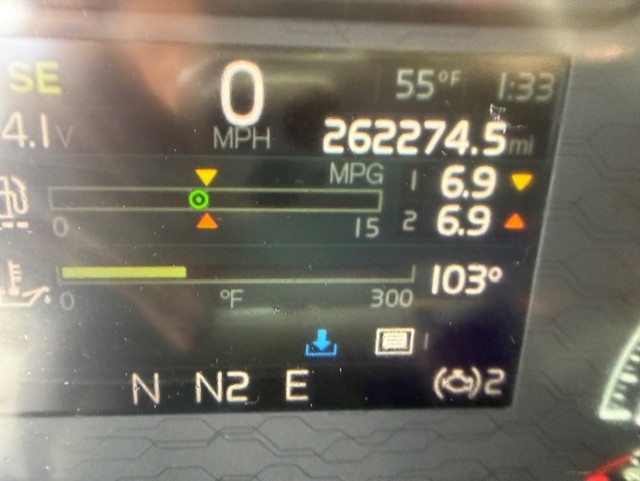 SE 0 55°F 1:33
4.1V MPH 262274.5mi
MPG 1 6.9
0 15 2 6.9
103°
0 °F 300
1
N N2 E 2